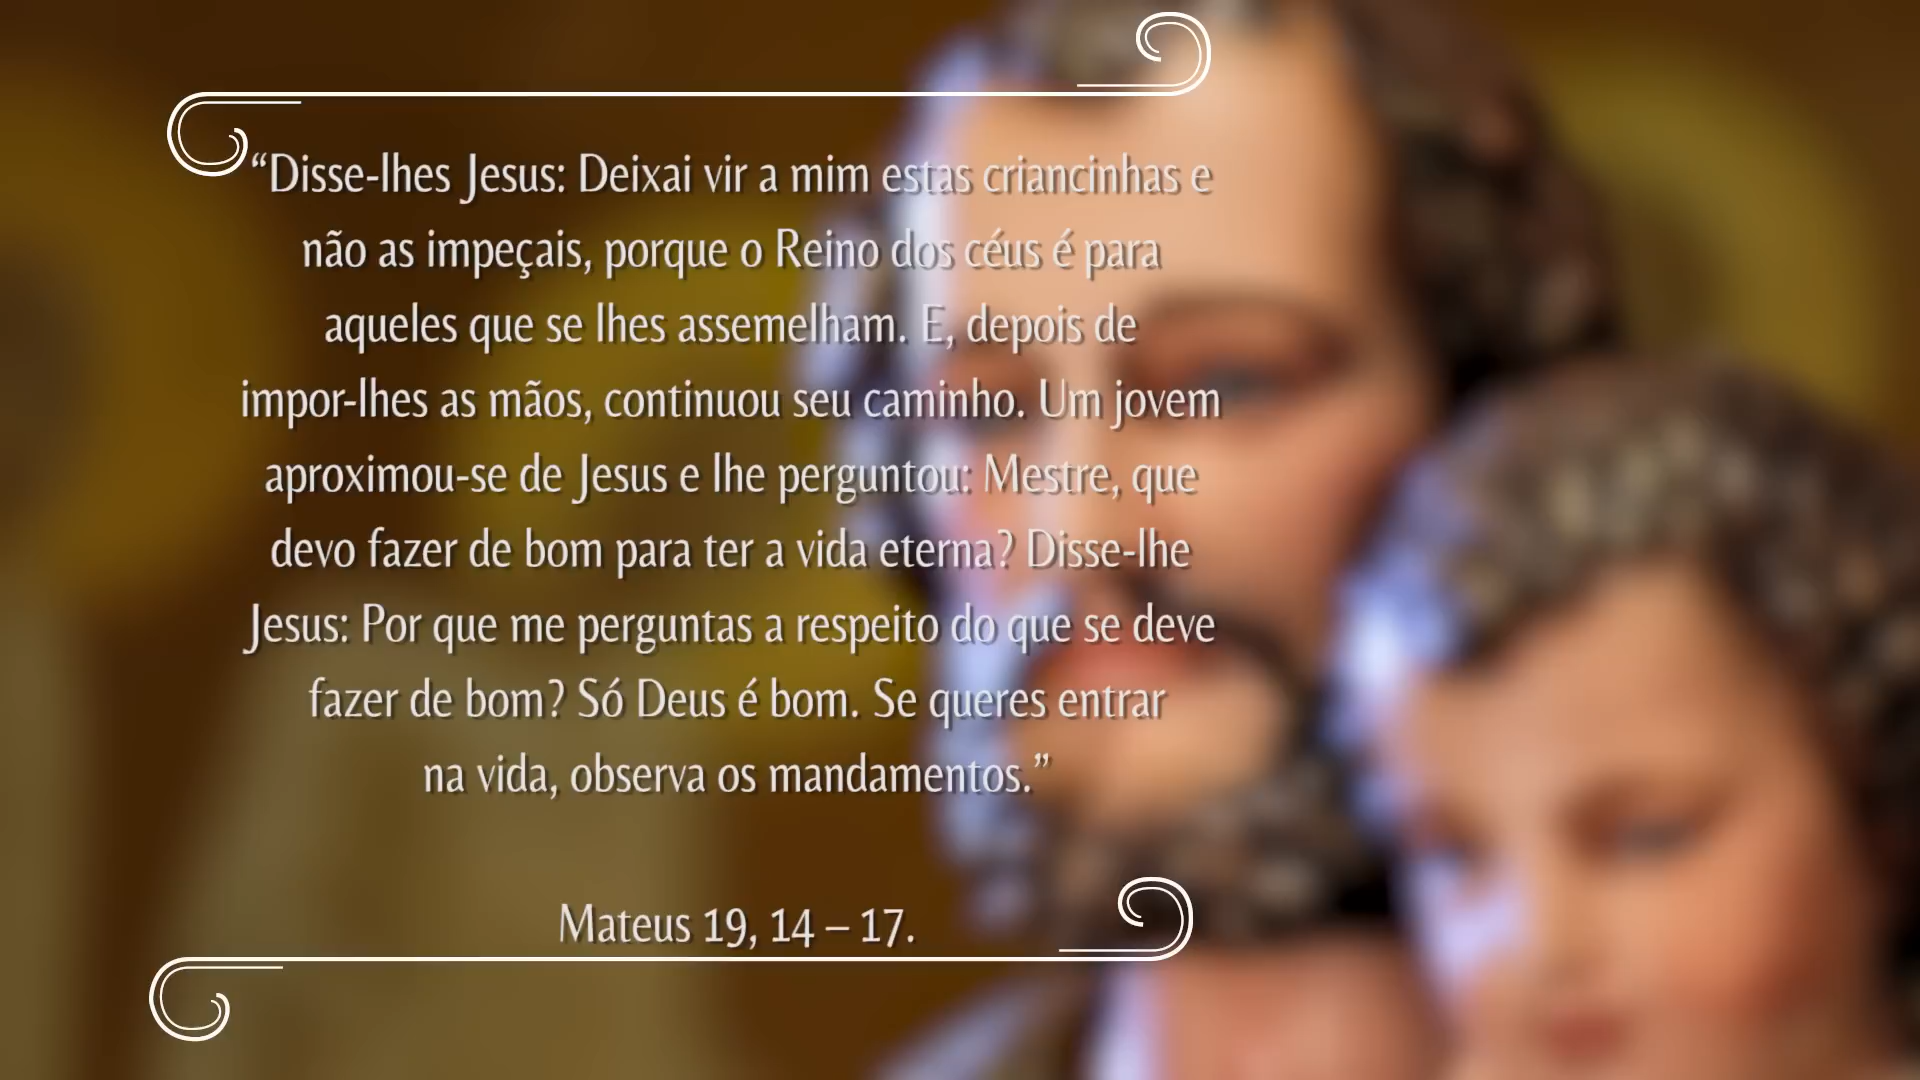 “Disse-lhes Jesus: Deixai vir a mim estas criancinhas e
não as impeçais, porque o Reino dos céus é para
aqueles que se lhes assemelham. E, depois de
impor-lhes as mãos, continuou seu caminho. Um jovem
aproximou-se de Jesus e lhe perguntou: Mestre, que
devo fazer de bom para ter a vida eterna? Disse-lhe
Jesus: Por que me perguntas a respeito do que se deve
fazer de bom? Só Deus é bom. Se queres entrar
na vida, observa os mandamentos.”
Mateus 19, 14 – 17.